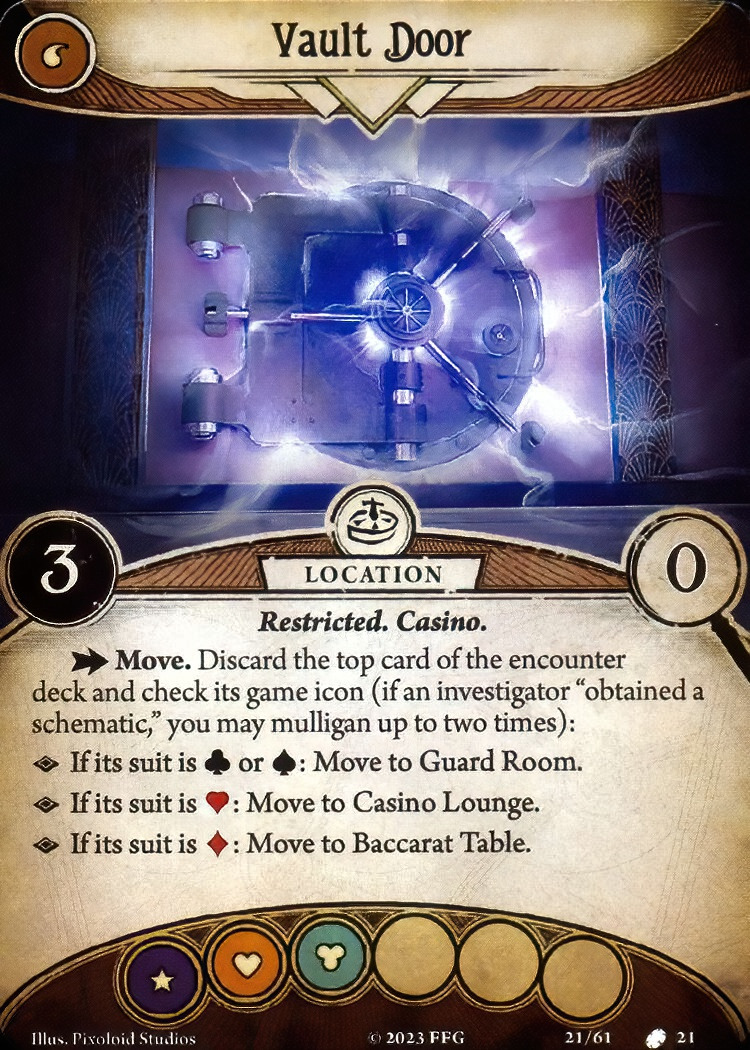 Vault Door
3
0
LOCATION
Restricted. Casino.
Move. Discard the top card of the encounter
deck and check its game icon (if an investigator “obtained a
schematic,” you may mulligan up to two times):
If its suit is ♣ or ♠: Move to Guard Room.
If its suit is ♥: Move to Casino Lounge.
If its suit is ♦: Move to Baccarat Table.
Illus. Pixoloid Studios © 2023 FFG 21/61 21